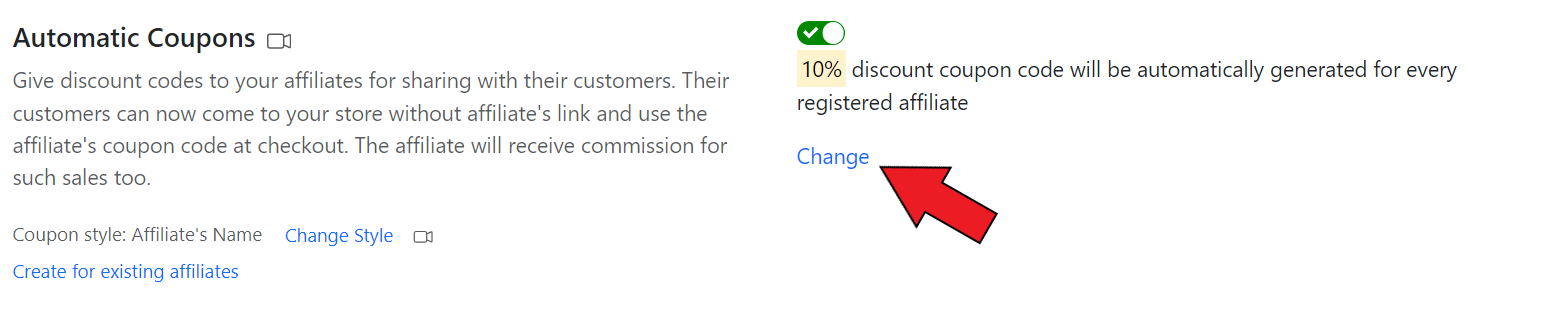 Automatic Coupons
Give discount codes to your affiliates for sharing with their customers. Their
customers can now come to your store without affiliate's link and use the
affiliate's coupon code at checkout. The affiliate will receive commission for
such sales too.
Coupon style: Affiliate's Name Change Style
Create for existing affiliates
10% discount coupon code will be automatically generated for every
registered affiliate
Change